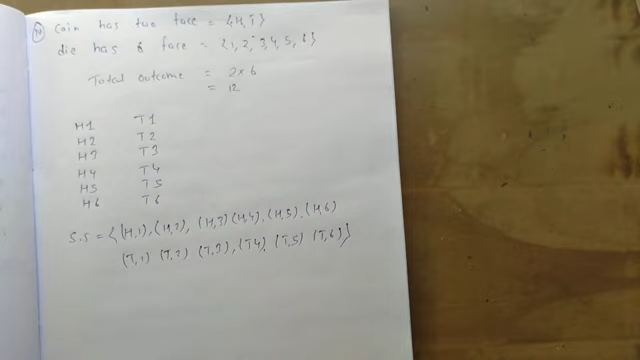 Coin has two face = {H, T}
die has 6 face = {1, 2, 3, 4, 5, 6}
Total outcome = 2 x 6
= 12
H1 T1
H2 T2
H3 T3
H4 T4
H5 T5
H6 T6
S.S = {(H,1), (H,2), (H,3) (H,4), (H,5), (H,6)
(T,1) (T,2) (T,3), (T4), (T,5) (T,6)}